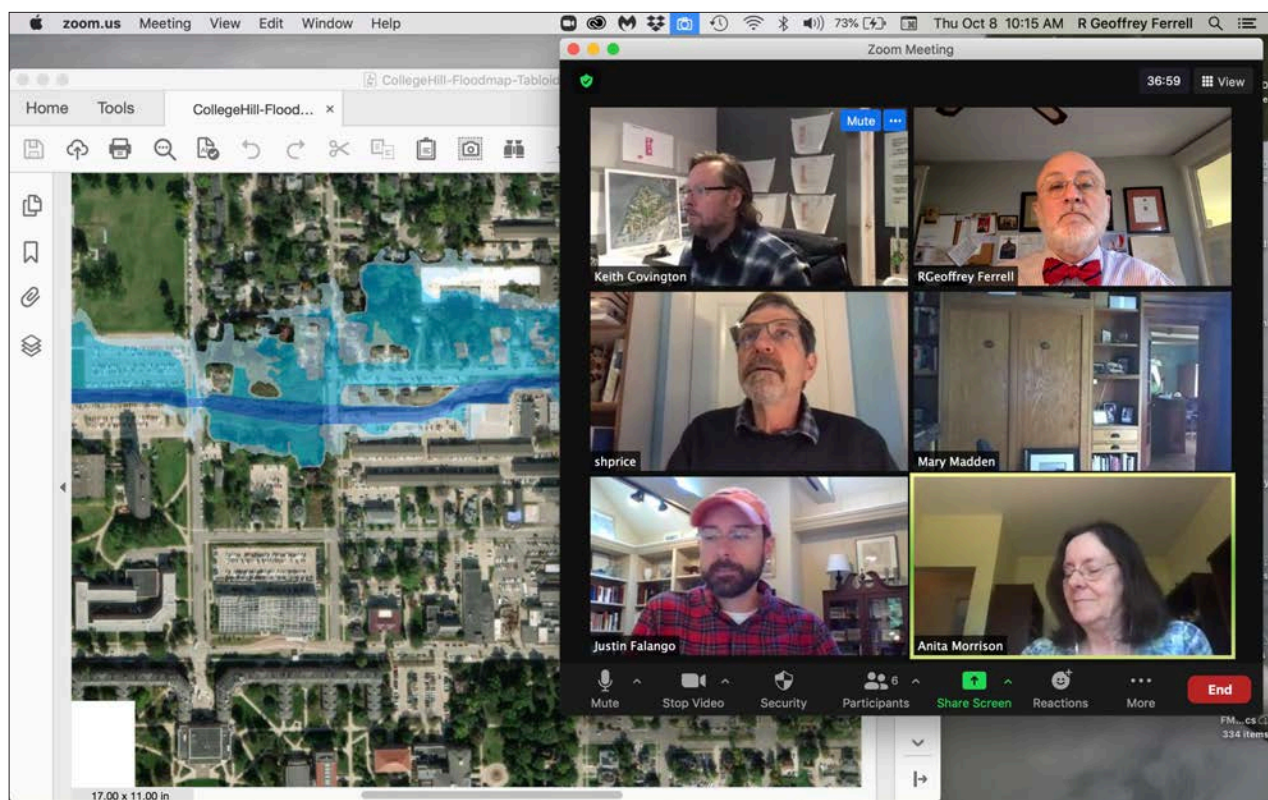 zoom.us Meeting View Edit Window Help 73% Thu Oct 8 10:15 AM R Geoffrey Ferrell
CollegeHill-Floodmap-Tabloid
Zoom Meeting
Home Tools CollegeHill-Flood... ×
36:59 View
Mute ...
Keith Covington
RGeoffrey Ferrell
shprice
Mary Madden
Justin Falango
Anita Morrison
6
Mute Stop Video Security Participants Share Screen Reactions More End
FM...cs
334 items
17.00 x 11.00 in